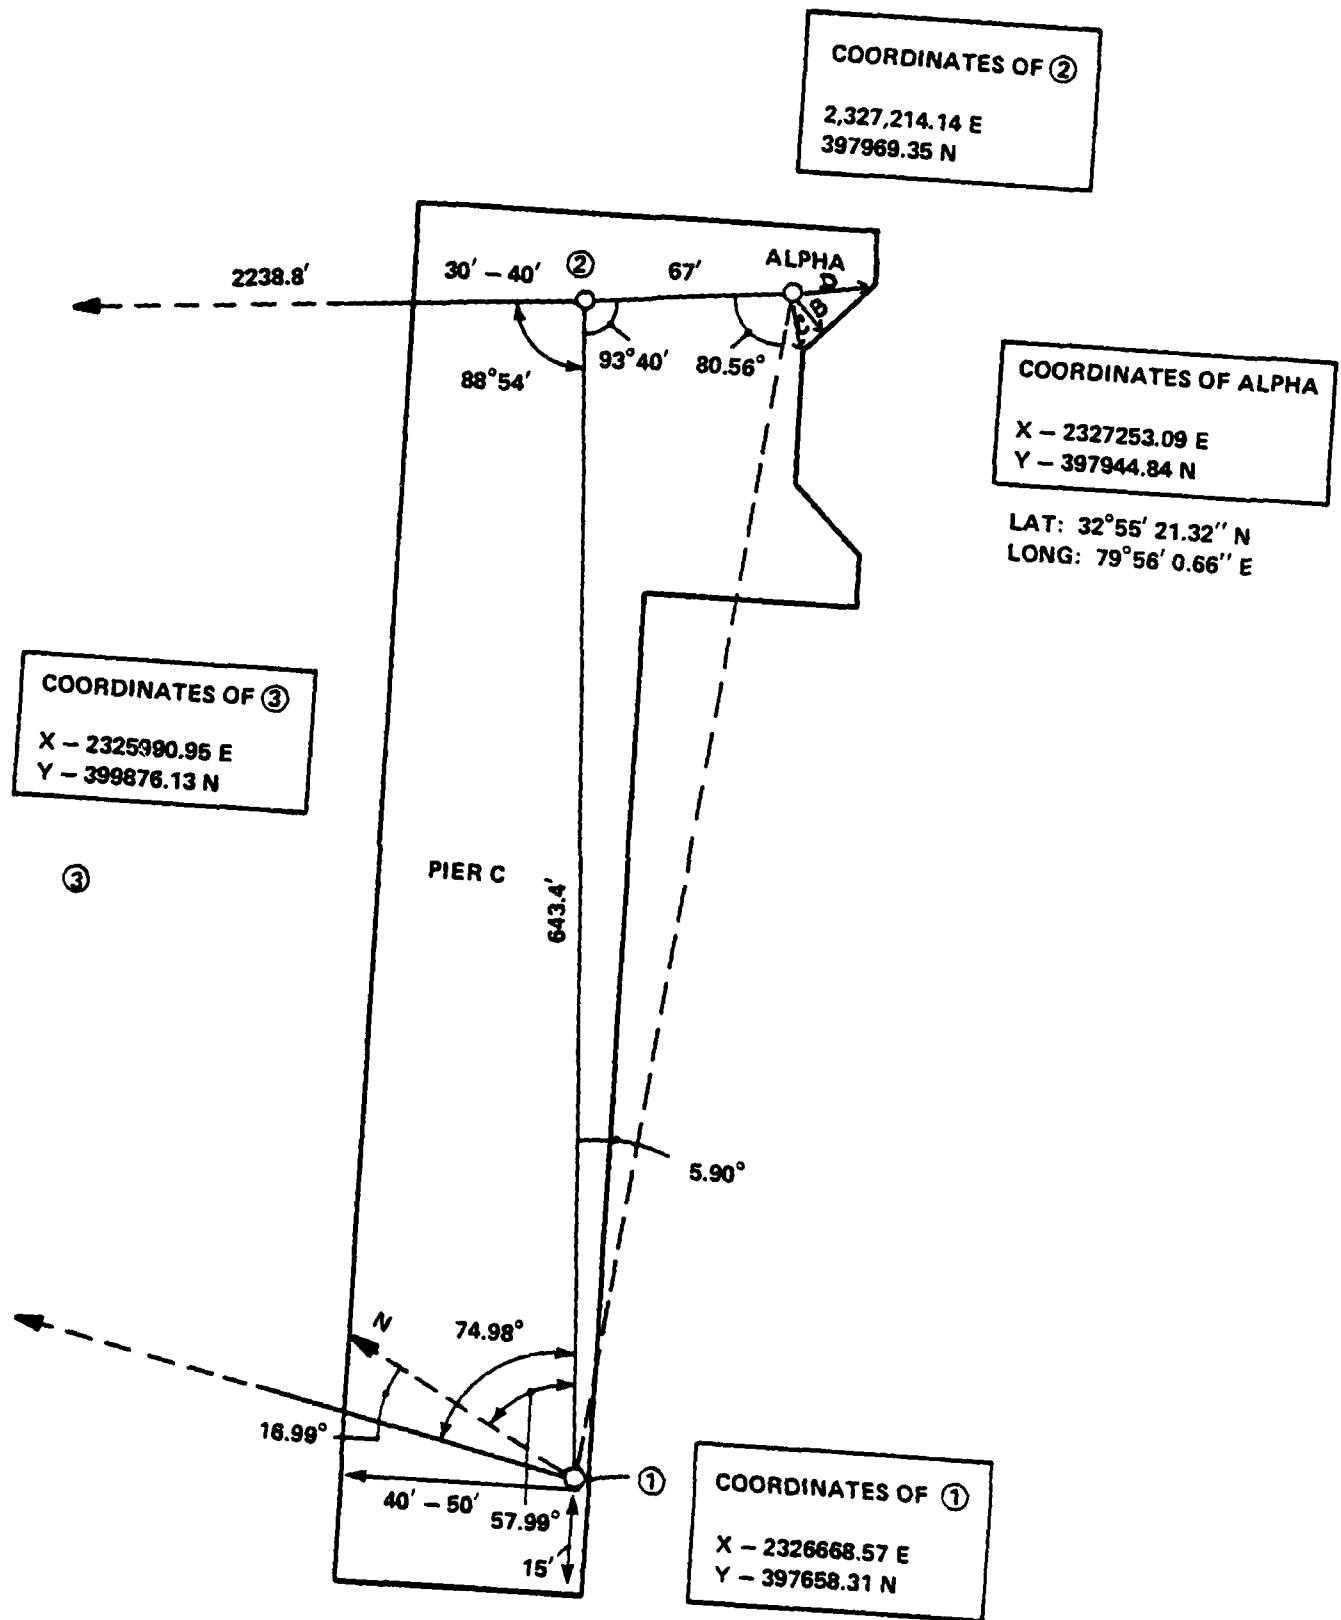 COORDINATES OF ②
2,327,214.14 E
397969.35 N
2238.8′
30′ – 40′
②
67′
ALPHA
D
B
C
88°54′
93°40′
80.56°
COORDINATES OF ALPHA
X – 2327253.09 E
Y – 397944.84 N
LAT: 32°55′ 21.32″ N
LONG: 79°56′ 0.66″ E
COORDINATES OF ③
X – 2325990.95 E
Y – 399876.13 N
③
PIER C
643.4′
5.90°
N
74.98°
16.99°
40′ – 50′
57.99°
15′
①
COORDINATES OF ①
X – 2326668.57 E
Y – 397658.31 N